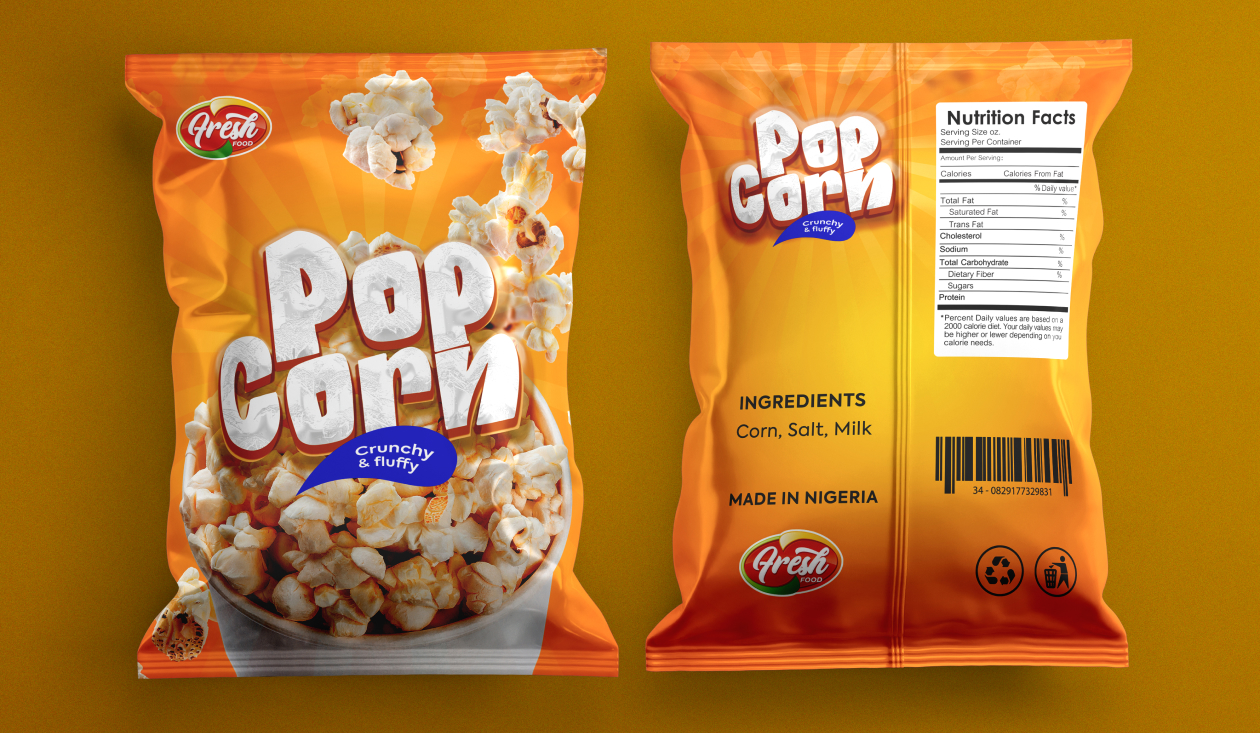 Fresh
FOOD
Pop
Corn
Crunchy
& fluffy
Pop
Corn
Crunchy
& fluffy
INGREDIENTS
Corn, Salt, Milk
MADE IN NIGERIA
Fresh
FOOD
Nutrition Facts
Serving Size oz.
Serving Per Container
Amount Per Serving:
Calories Calories From Fat
% Daily value*
Total Fat %
Saturated Fat %
Trans Fat
Cholesterol %
Sodium %
Total Carbohydrate %
Dietary Fiber %
Sugars
Protein
*Percent Daily values are based on a
2000 calorie diet. Your daily values may
be higher or lower depending on you
calorie needs.
34 - 0829177329831